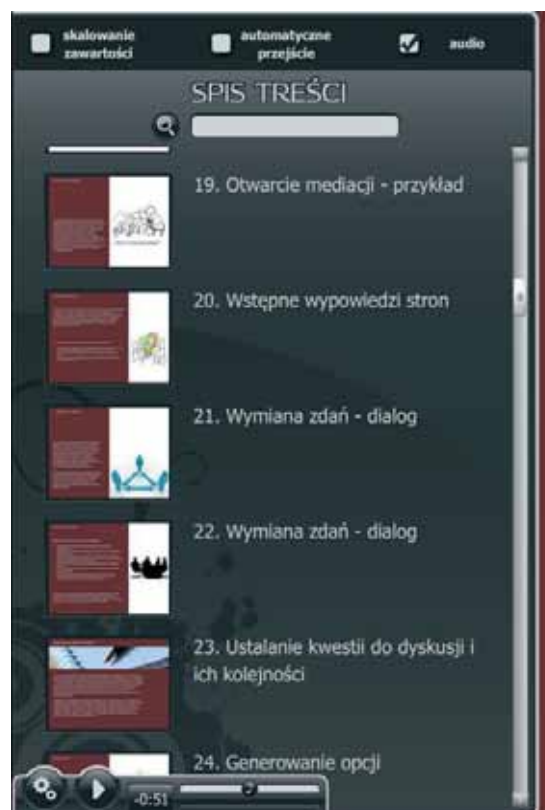 skalowanie
zawartości
automatyczne
przejście
audio
SPIS TREŚCI
19. Otwarcie mediacji - przykład
20. Wstępne wypowiedzi stron
21. Wymiana zdań - dialog
22. Wymiana zdań - dialog
23. Ustalanie kwestii do dyskusji i
ich kolejności
24. Generowanie opcji
-0:51